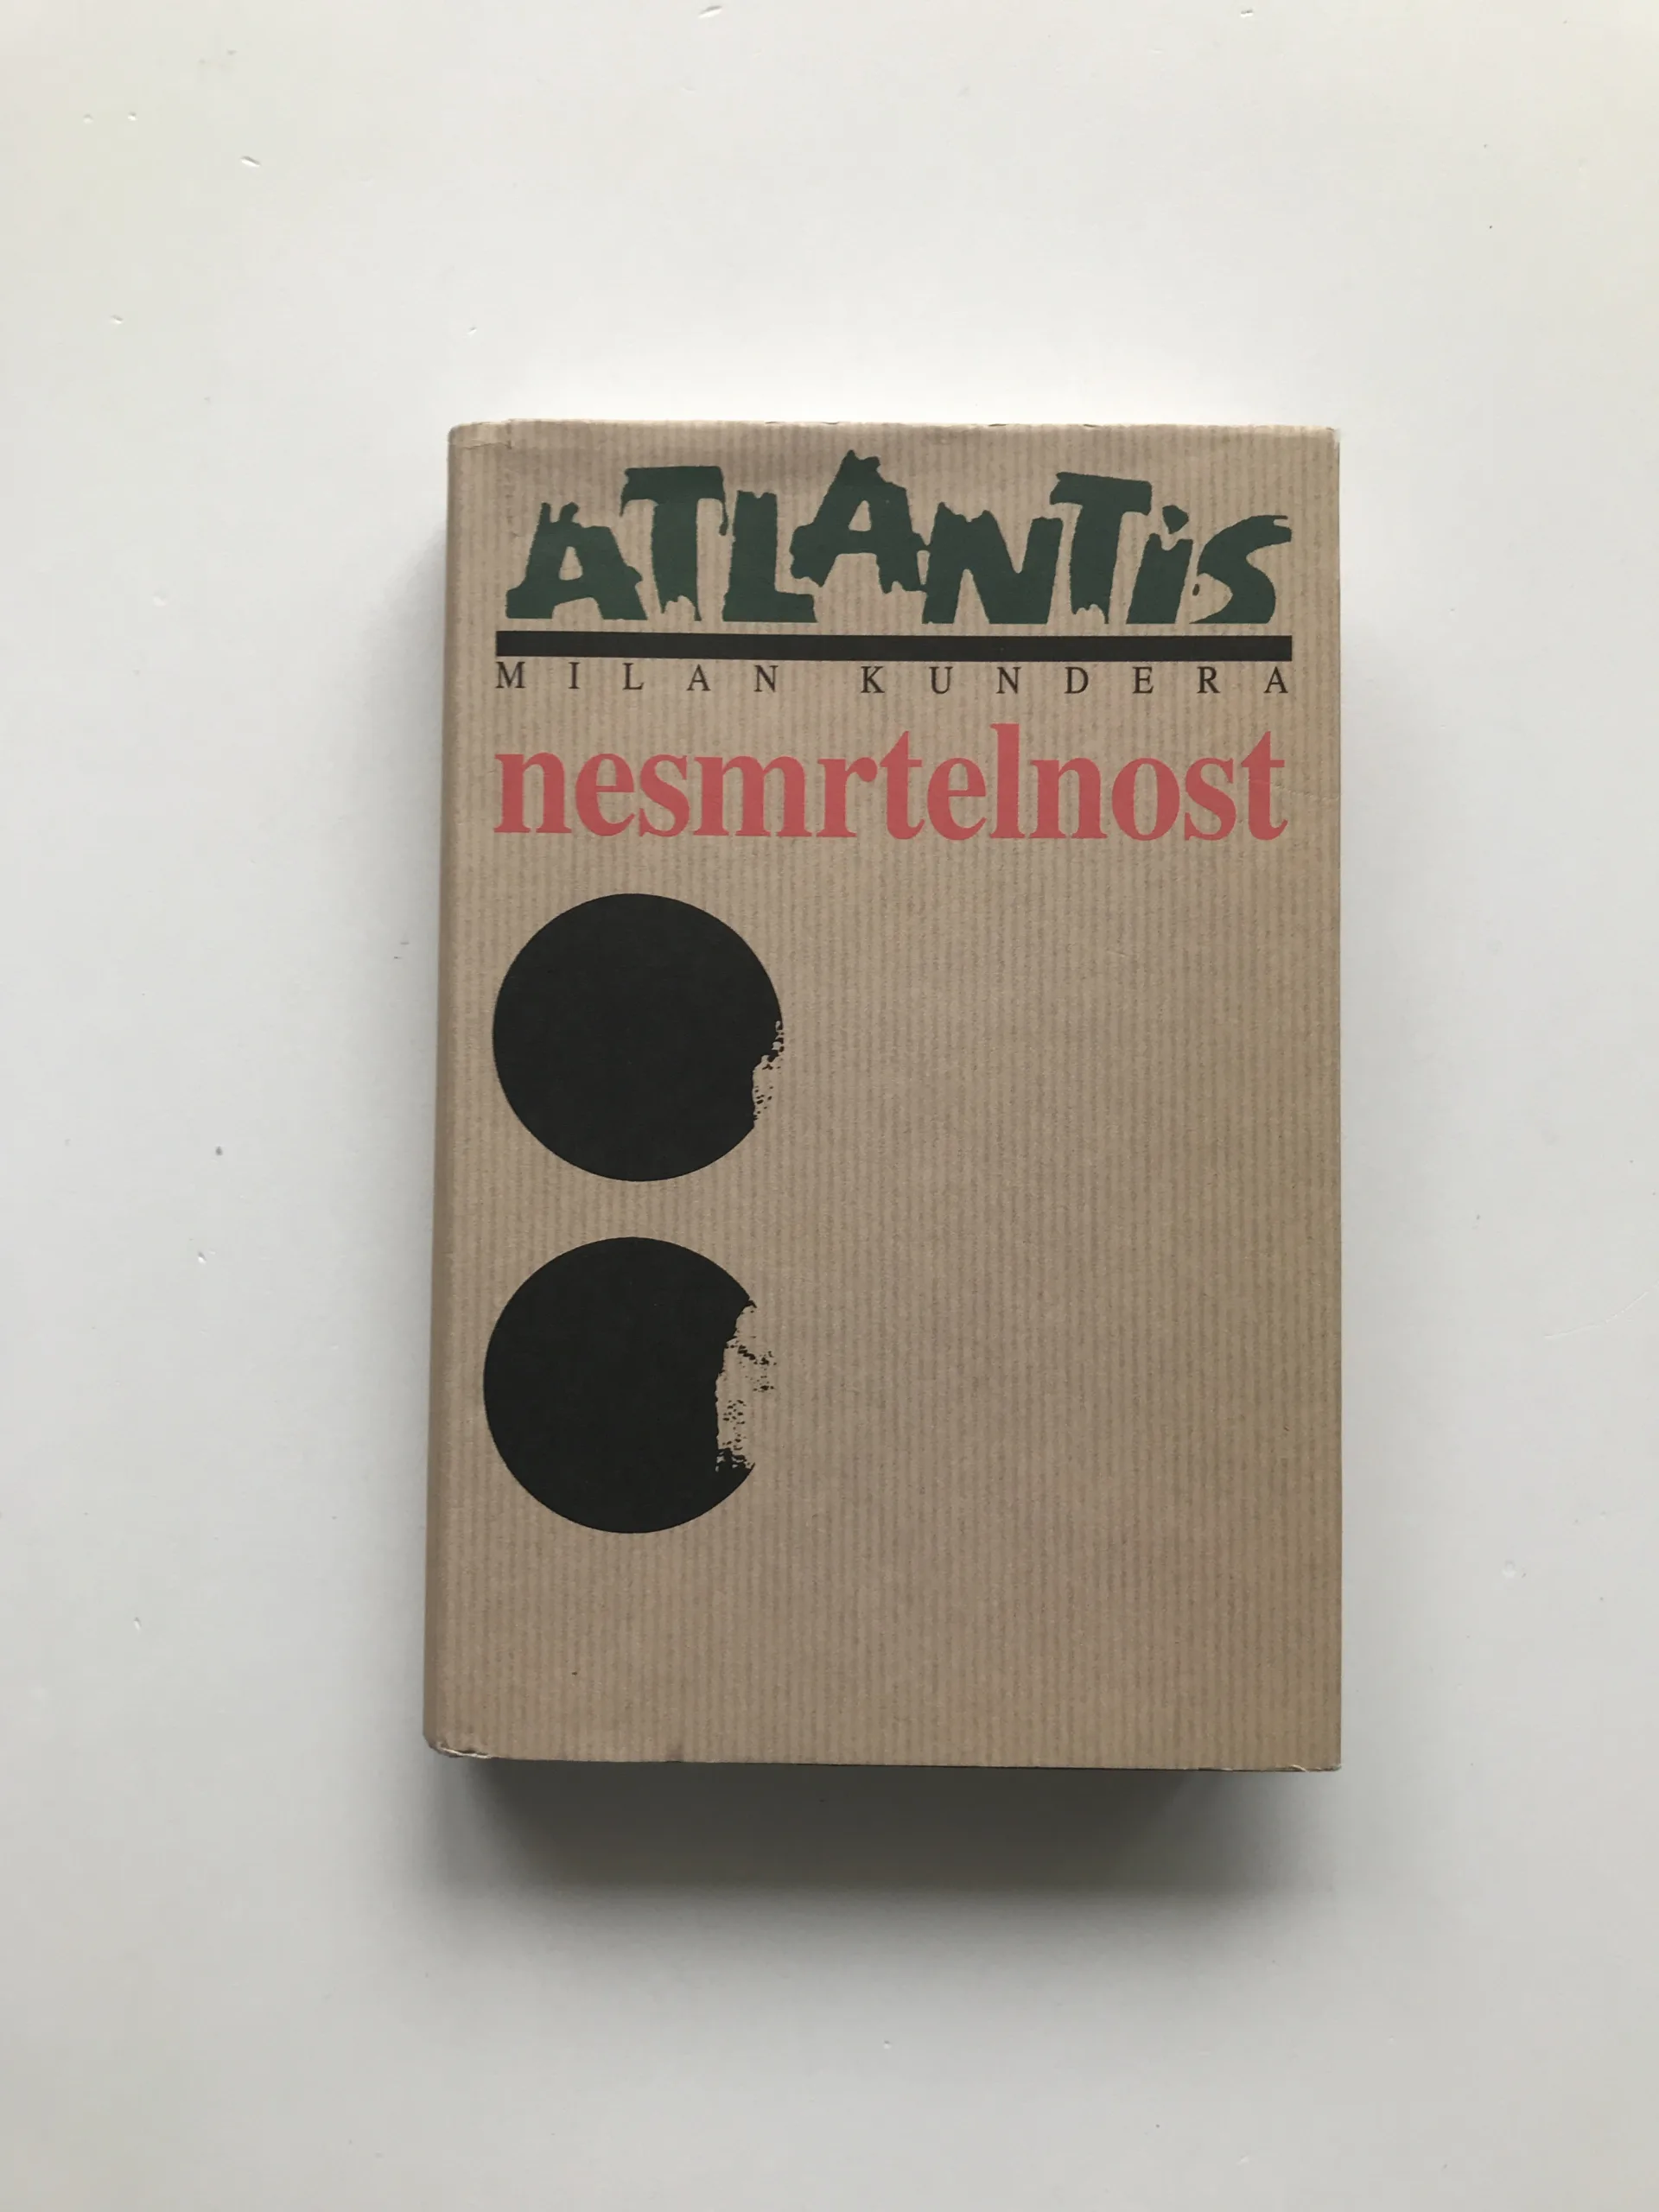 ATLANTiS
MILAN KUNDERA
nesmrtelnost